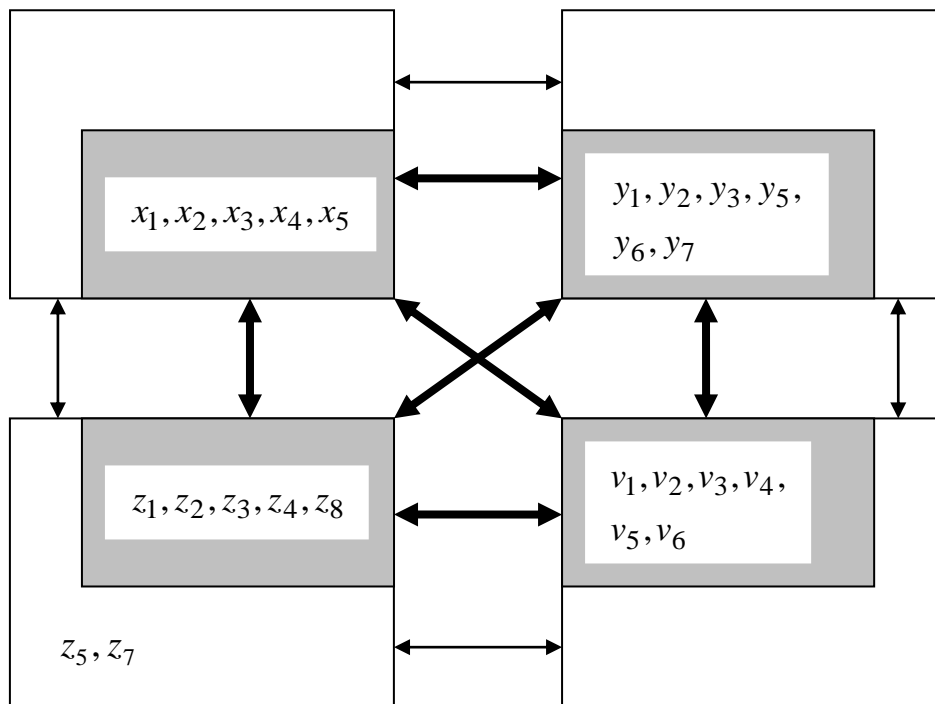 x₁, x₂, x₃, x₄, x₅
y₁, y₂, y₃, y₅,
y₆, y₇
z₁, z₂, z₃, z₄, z₈
v₁, v₂, v₃, v₄,
v₅, v₆
z₅, z₇